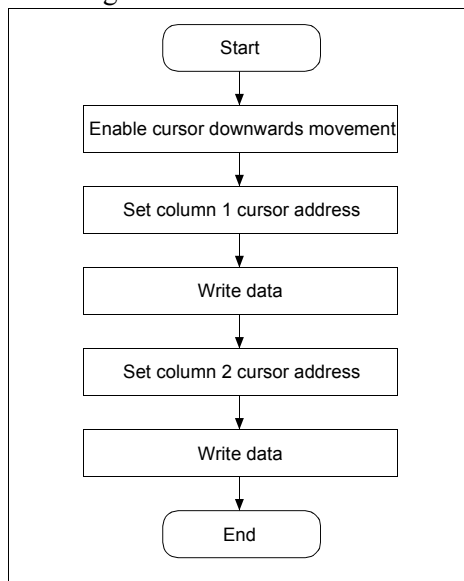 Start
Enable cursor downwards movement
Set column 1 cursor address
Write data
Set column 2 cursor address
Write data
End